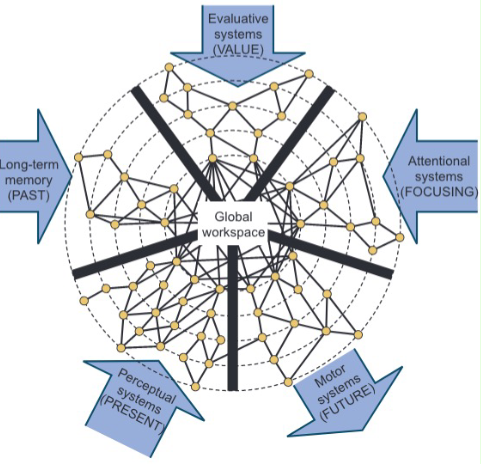 Evaluative
systems
(VALUE)
Long-term
memory
(PAST)
Attentional
systems
(FOCUSING)
Global
workspace
Perceptual
systems
(PRESENT)
Motor
systems
(FUTURE)